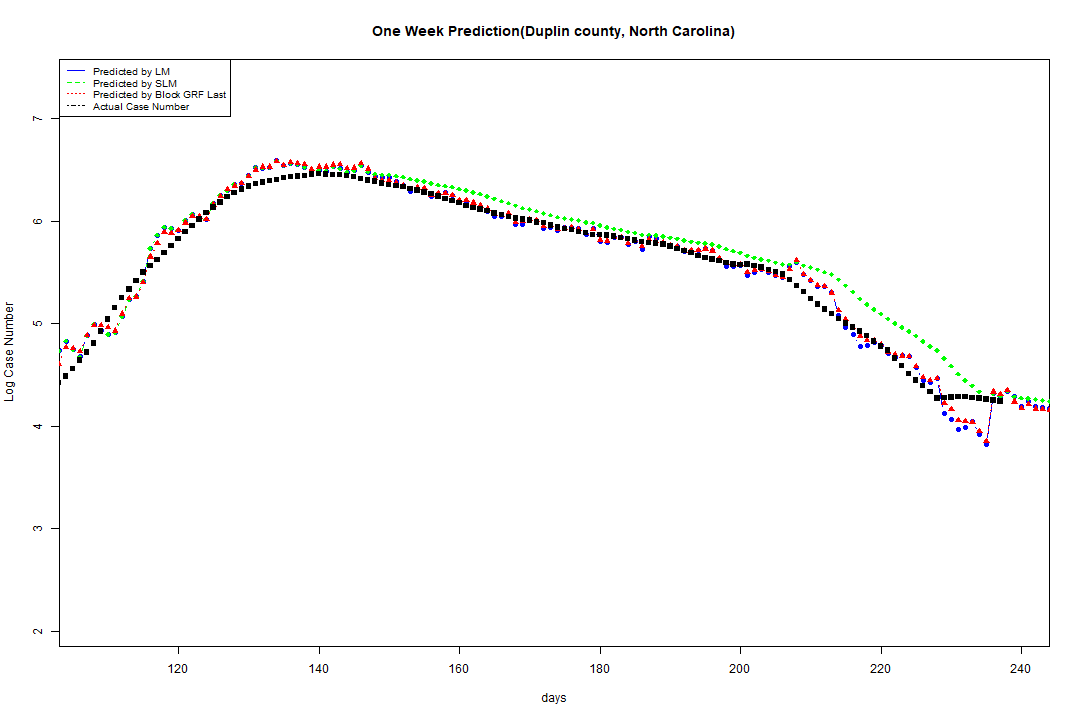 One Week Prediction(Duplin county, North Carolina)
Predicted by LM
Predicted by SLM
Predicted by Block GRF Last
Actual Case Number
7
6
5
4
3
2
Log Case Number
120 140 160 180 200 220 240
days